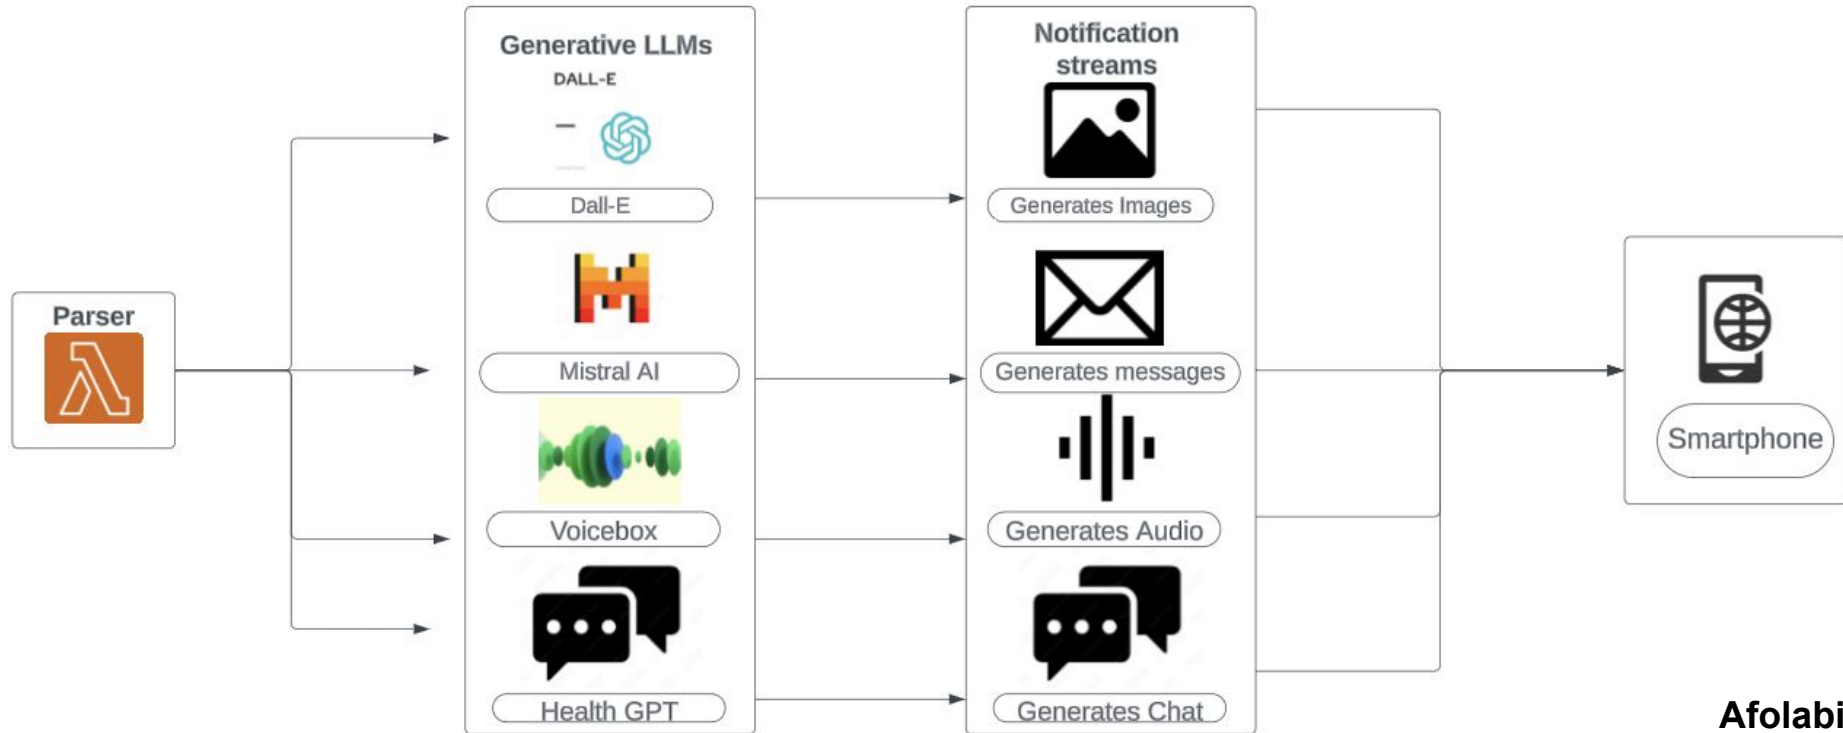 Parser
Generative LLMs
DALL-E
Dall-E
Mistral AI
Voicebox
Health GPT
Notification
streams
Generates Images
Generates messages
Generates Audio
Generates Chat
Smartphone
Afolabi